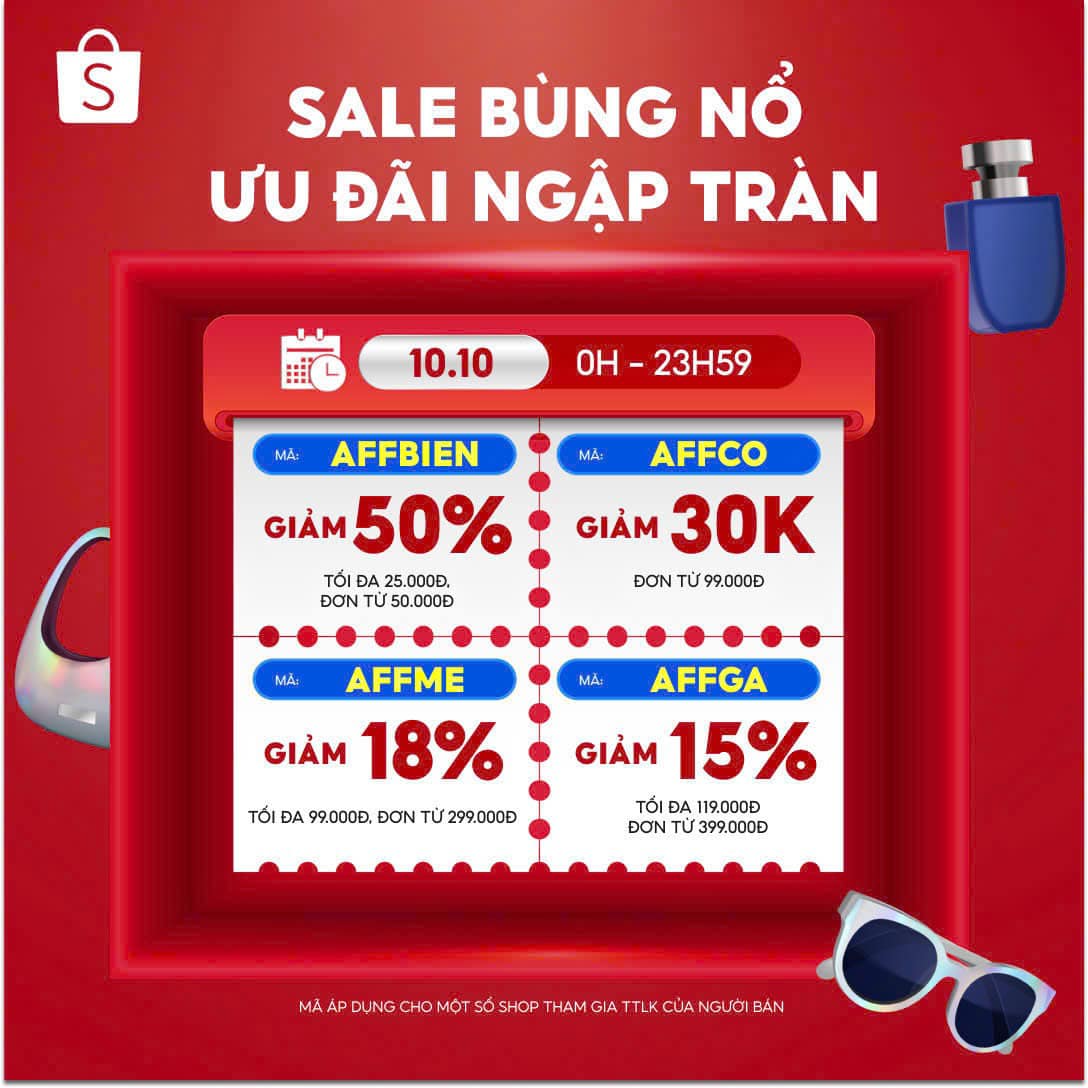 S
SALE BÙNG NỔ
ƯU ĐÃI NGẬP TRÀN
10.10 0H - 23H59
MÃ: AFFBIEN
GIẢM 50%
TỐI ĐA 25.000Đ,
ĐƠN TỪ 50.000Đ
MÃ: AFFCO
GIẢM 30K
ĐƠN TỪ 99.000Đ
MÃ: AFFME
GIẢM 18%
TỐI ĐA 99.000Đ, ĐƠN TỪ 299.000Đ
MÃ: AFFGA
GIẢM 15%
TỐI ĐA 119.000Đ
ĐƠN TỪ 399.000Đ
MÃ ÁP DỤNG CHO MỘT SỐ SHOP THAM GIA TTLK CỦA NGƯỜI BÁN